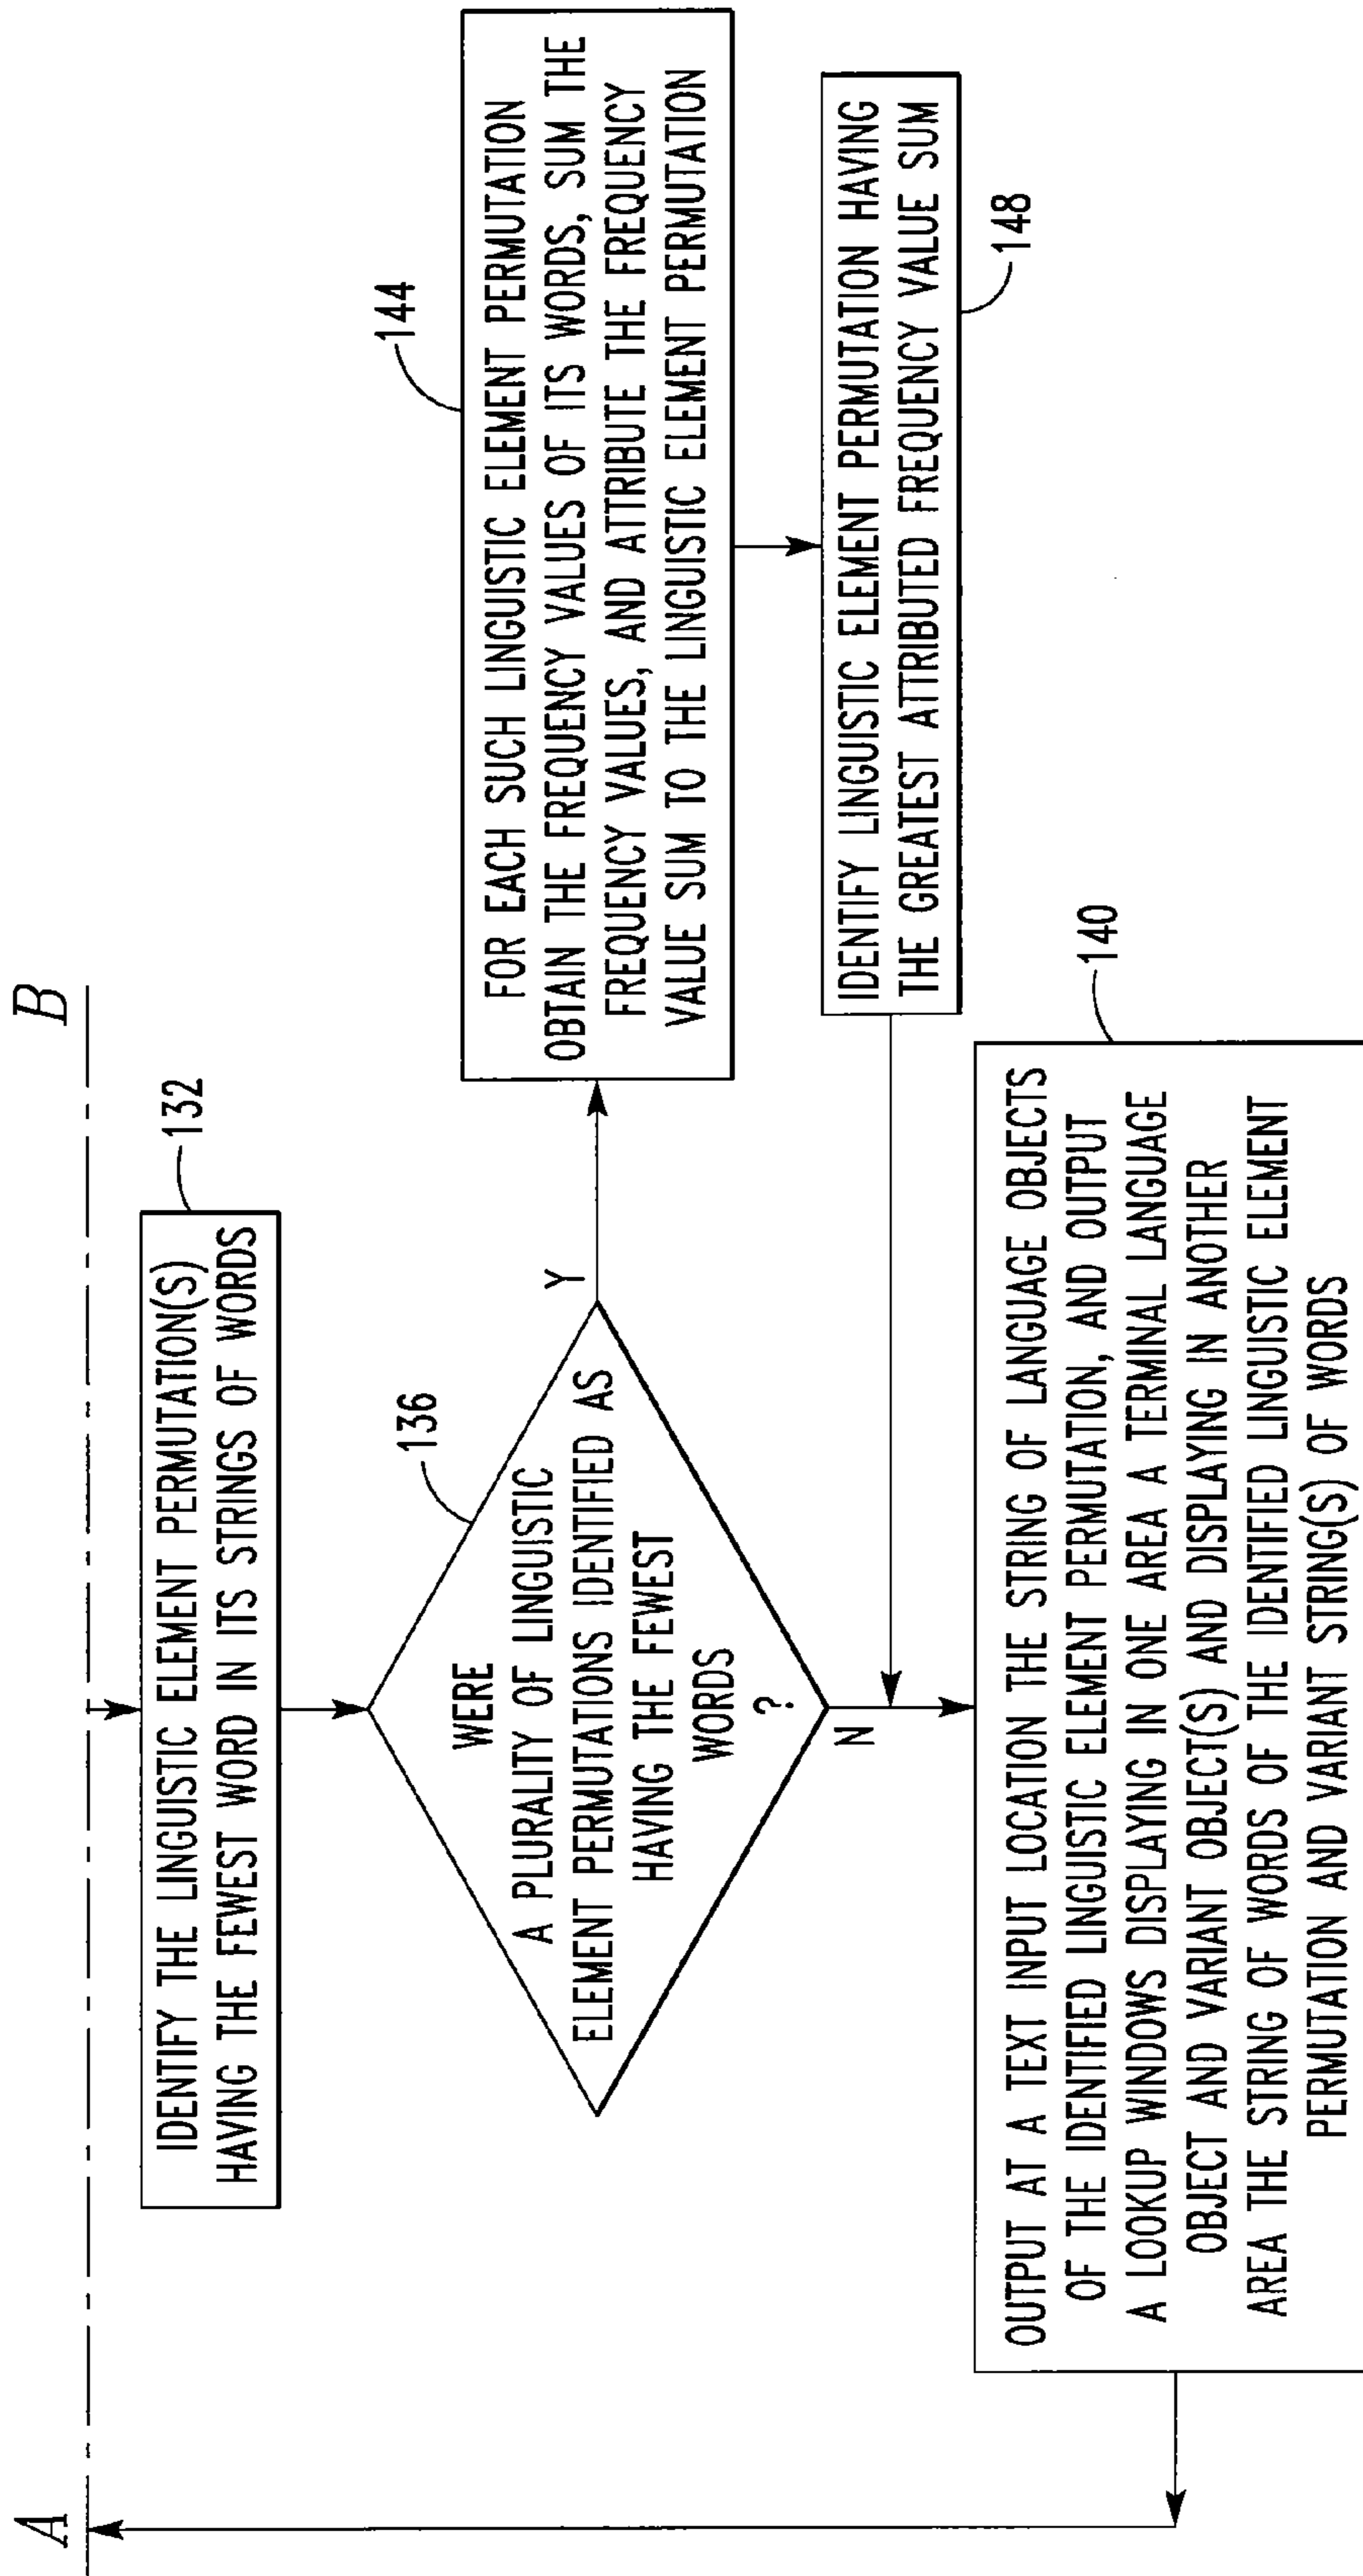 A
B
132
IDENTIFY THE LINGUISTIC ELEMENT PERMUTATION(S)
HAVING THE FEWEST WORD IN ITS STRINGS OF WORDS
136
WERE
A PLURALITY OF LINGUISTIC
ELEMENT PERMUTATIONS IDENTIFIED AS
HAVING THE FEWEST
WORDS
?
Y
N
144
FOR EACH SUCH LINGUISTIC ELEMENT PERMUTATION
OBTAIN THE FREQUENCY VALUES OF ITS WORDS, SUM THE
FREQUENCY VALUES, AND ATTRIBUTE THE FREQUENCY
VALUE SUM TO THE LINGUISTIC ELEMENT PERMUTATION
IDENTIFY LINGUISTIC ELEMENT PERMUTATION HAVING
THE GREATEST ATTRIBUTED FREQUENCY VALUE SUM
148
140
OUTPUT AT A TEXT INPUT LOCATION THE STRING OF LANGUAGE OBJECTS
OF THE IDENTIFIED LINGUISTIC ELEMENT PERMUTATION, AND OUTPUT
A LOOKUP WINDOWS DISPLAYING IN ONE AREA A TERMINAL LANGUAGE
OBJECT AND VARIANT OBJECT(S) AND DISPLAYING IN ANOTHER
AREA THE STRING OF WORDS OF THE IDENTIFIED LINGUISTIC ELEMENT
PERMUTATION AND VARIANT STRING(S) OF WORDS